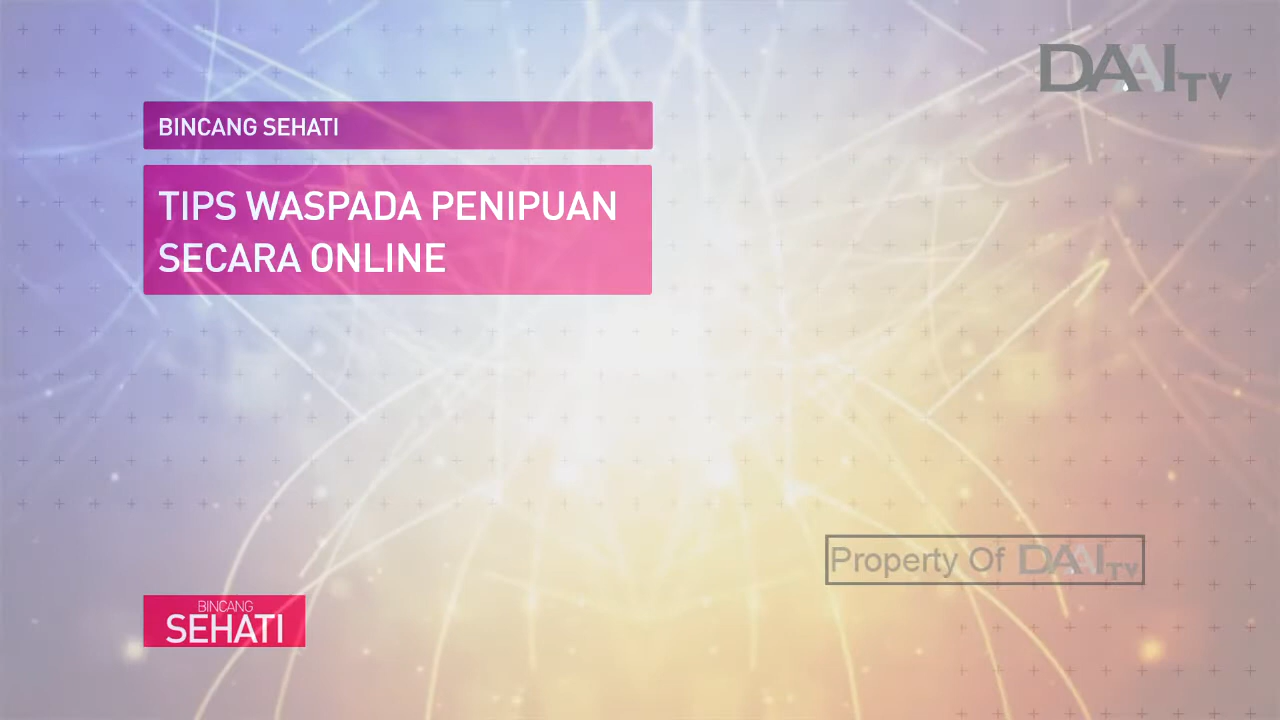 DAAI TV
BINCANG SEHATI
TIPS WASPADA PENIPUAN
SECARA ONLINE
Property Of DAAI TV
BINCANG
SEHATI